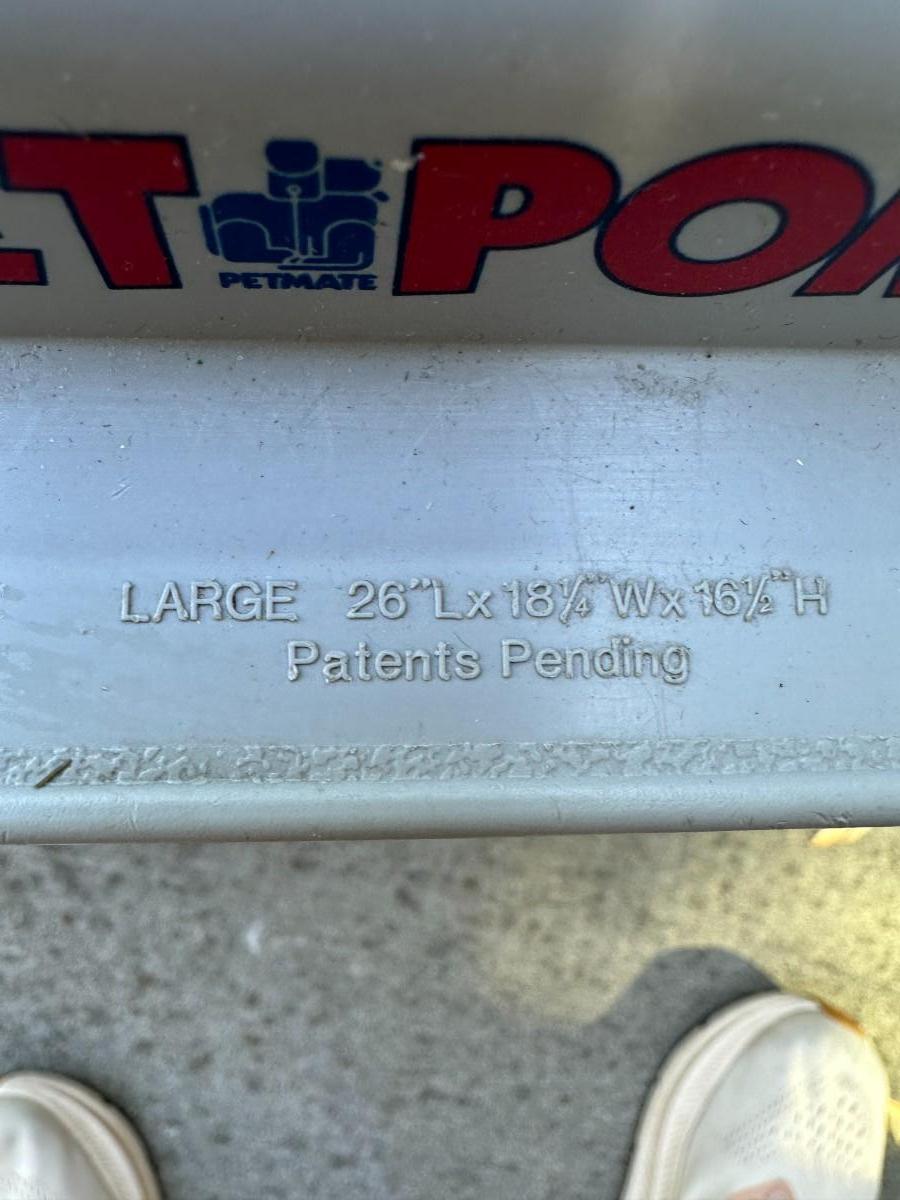 PETMATE
LARGE 26"L x 18¼"W x 16½"H
Patents Pending